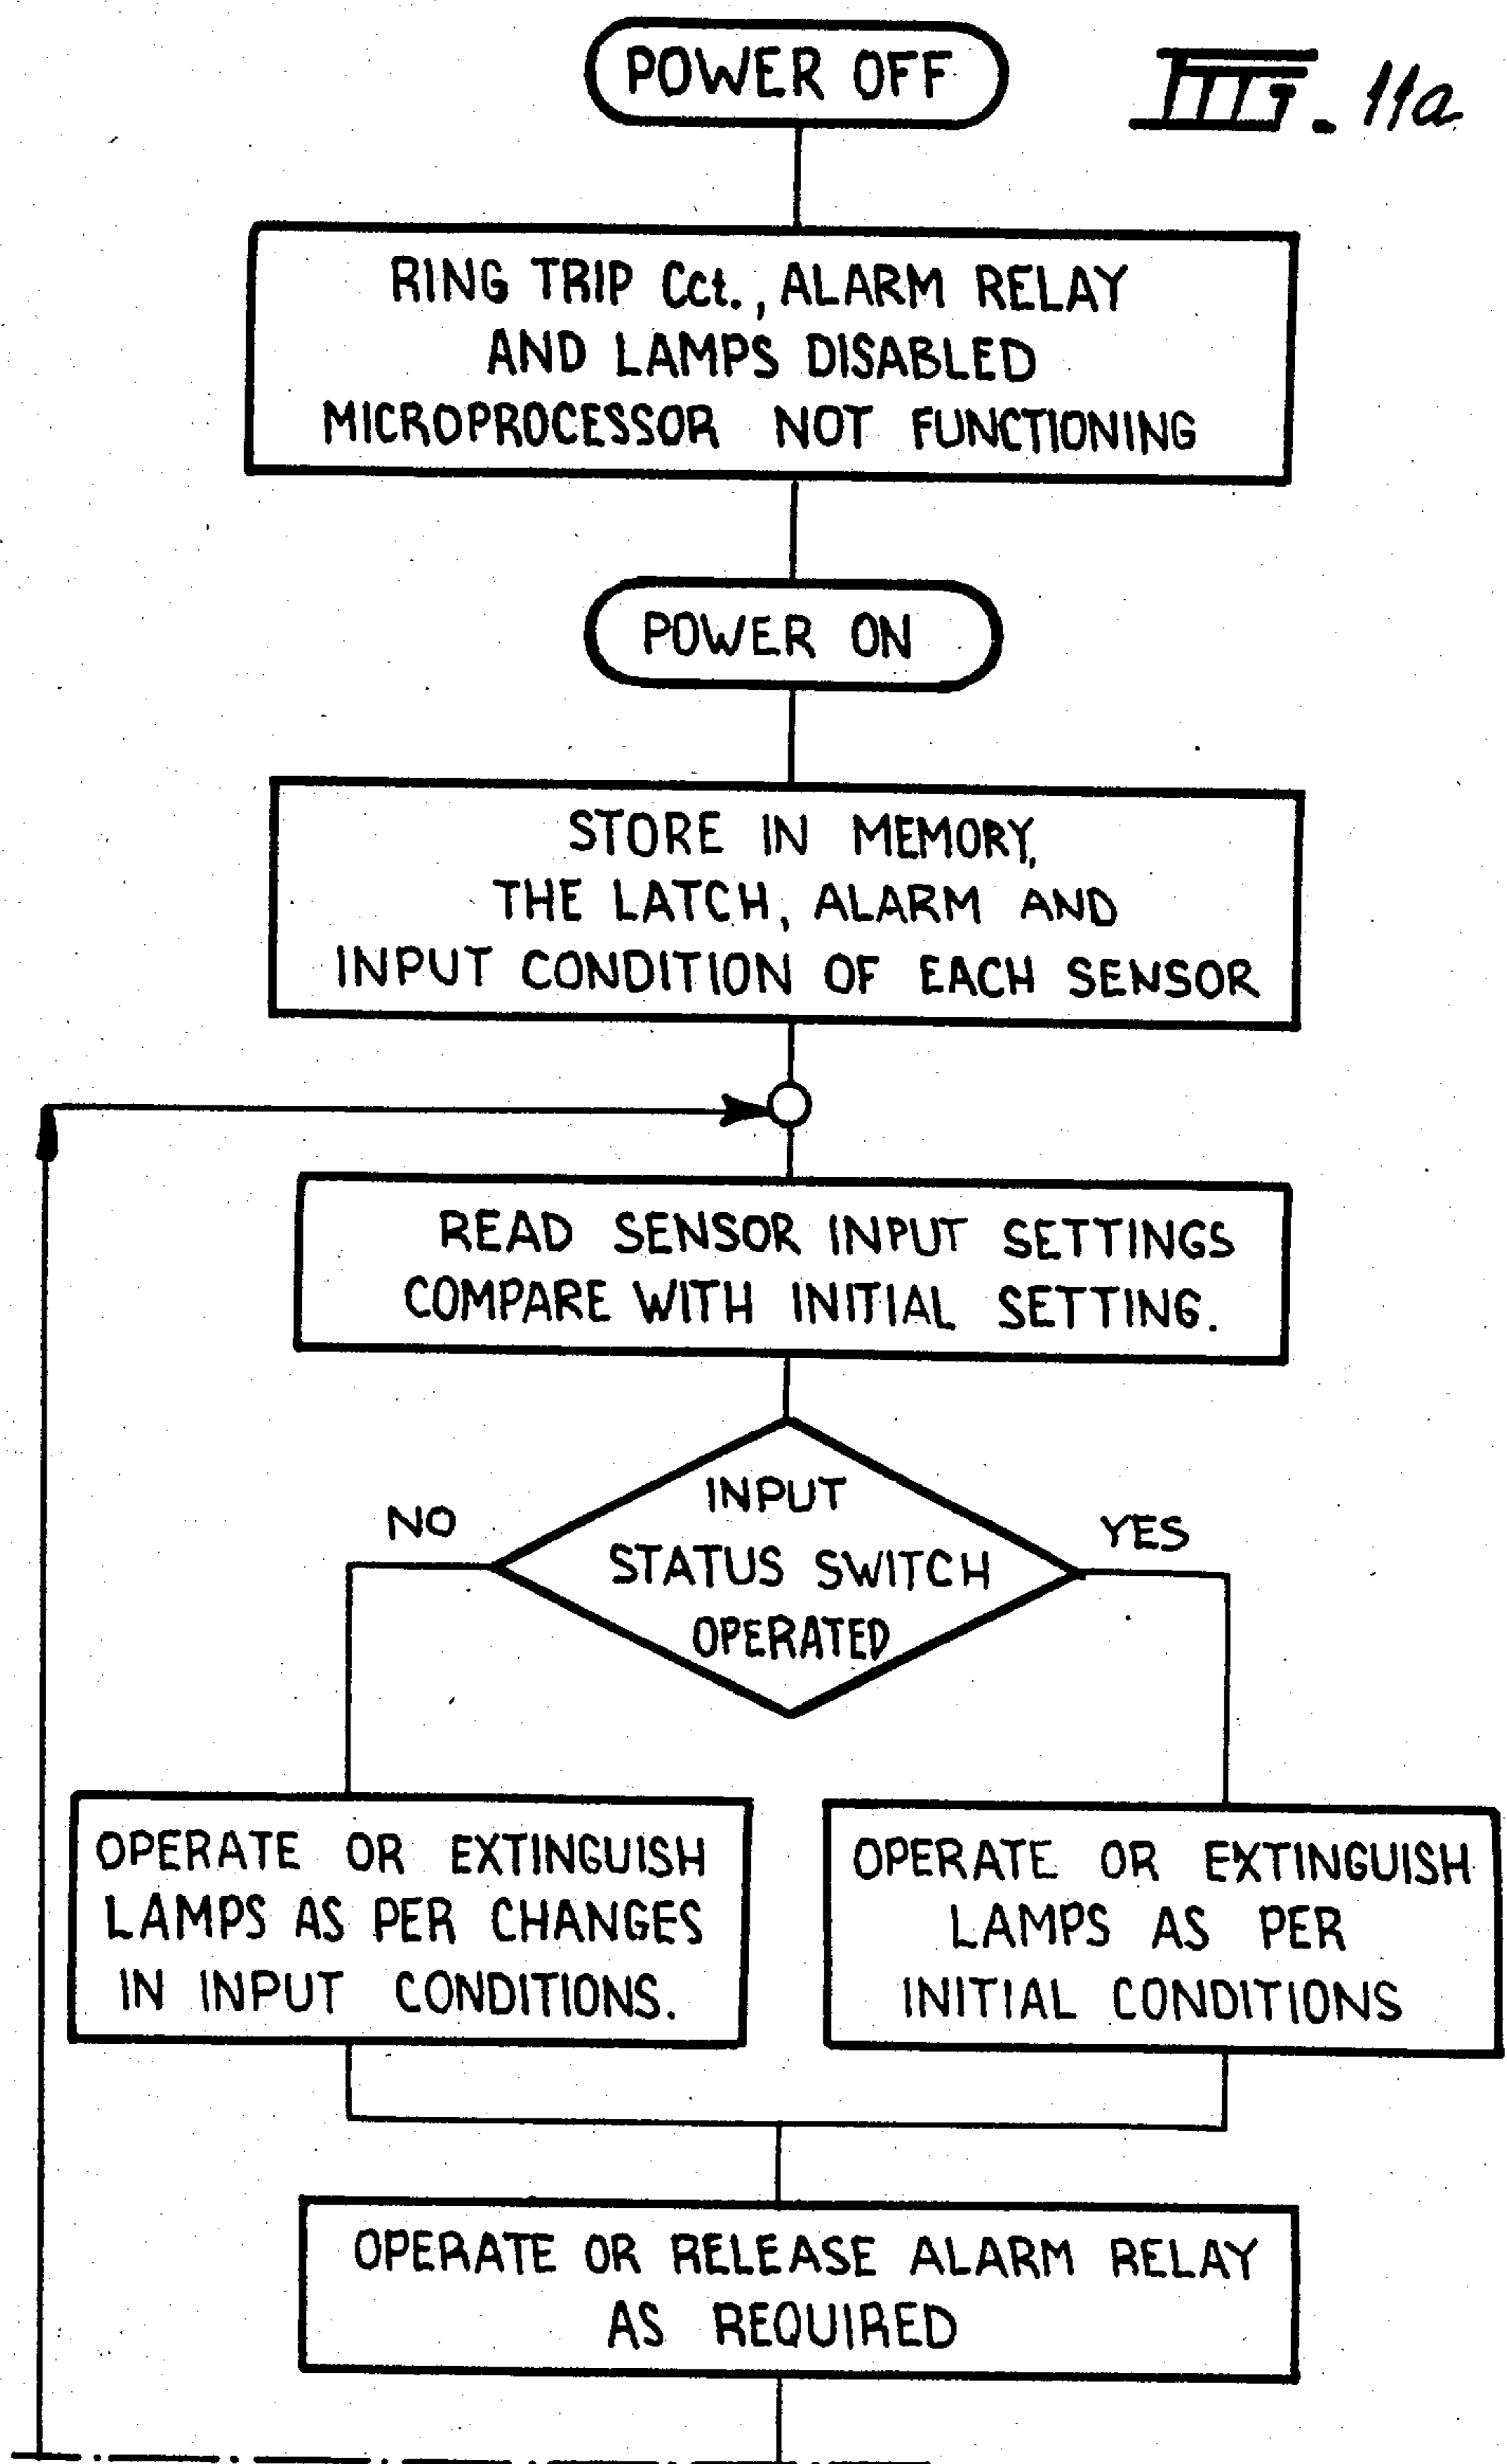 POWER OFF
FIG. 11a
RING TRIP Cct., ALARM RELAY
AND LAMPS DISABLED
MICROPROCESSOR NOT FUNCTIONING
POWER ON
STORE IN MEMORY,
THE LATCH, ALARM AND
INPUT CONDITION OF EACH SENSOR
READ SENSOR INPUT SETTINGS
COMPARE WITH INITIAL SETTING.
INPUT
STATUS SWITCH
OPERATED
NO
YES
OPERATE OR EXTINGUISH
LAMPS AS PER CHANGES
IN INPUT CONDITIONS.
OPERATE OR EXTINGUISH
LAMPS AS PER
INITIAL CONDITIONS
OPERATE OR RELEASE ALARM RELAY
AS REQUIRED